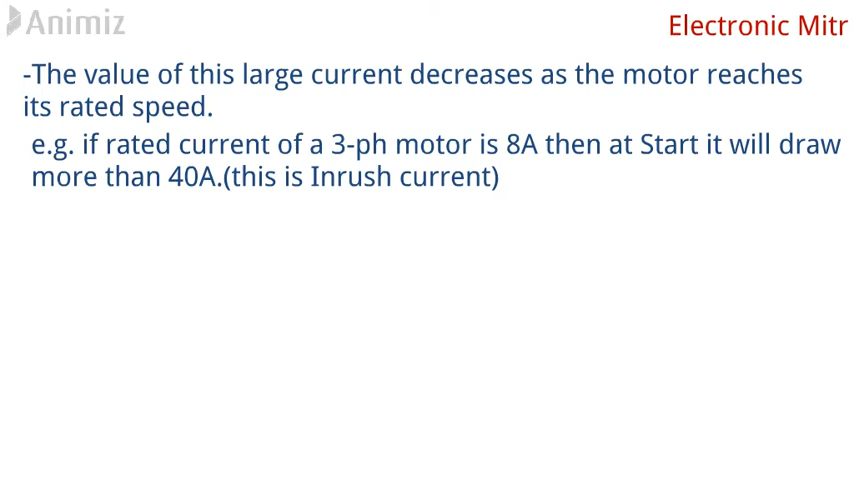 Animiz
Electronic Mitr
-The value of this large current decreases as the motor reaches
its rated speed.
e.g. if rated current of a 3-ph motor is 8A then at Start it will draw
more than 40A.(this is Inrush current)